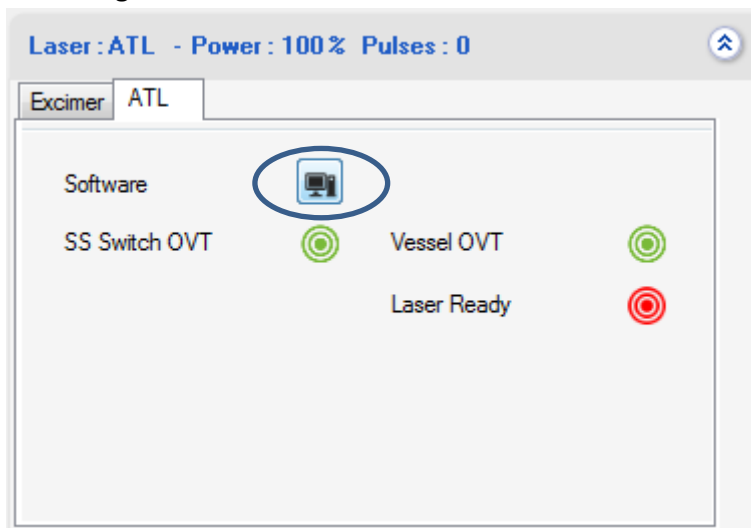 Laser : ATL - Power : 100 % Pulses : 0
Excimer ATL
Software
SS Switch OVT Vessel OVT
Laser Ready